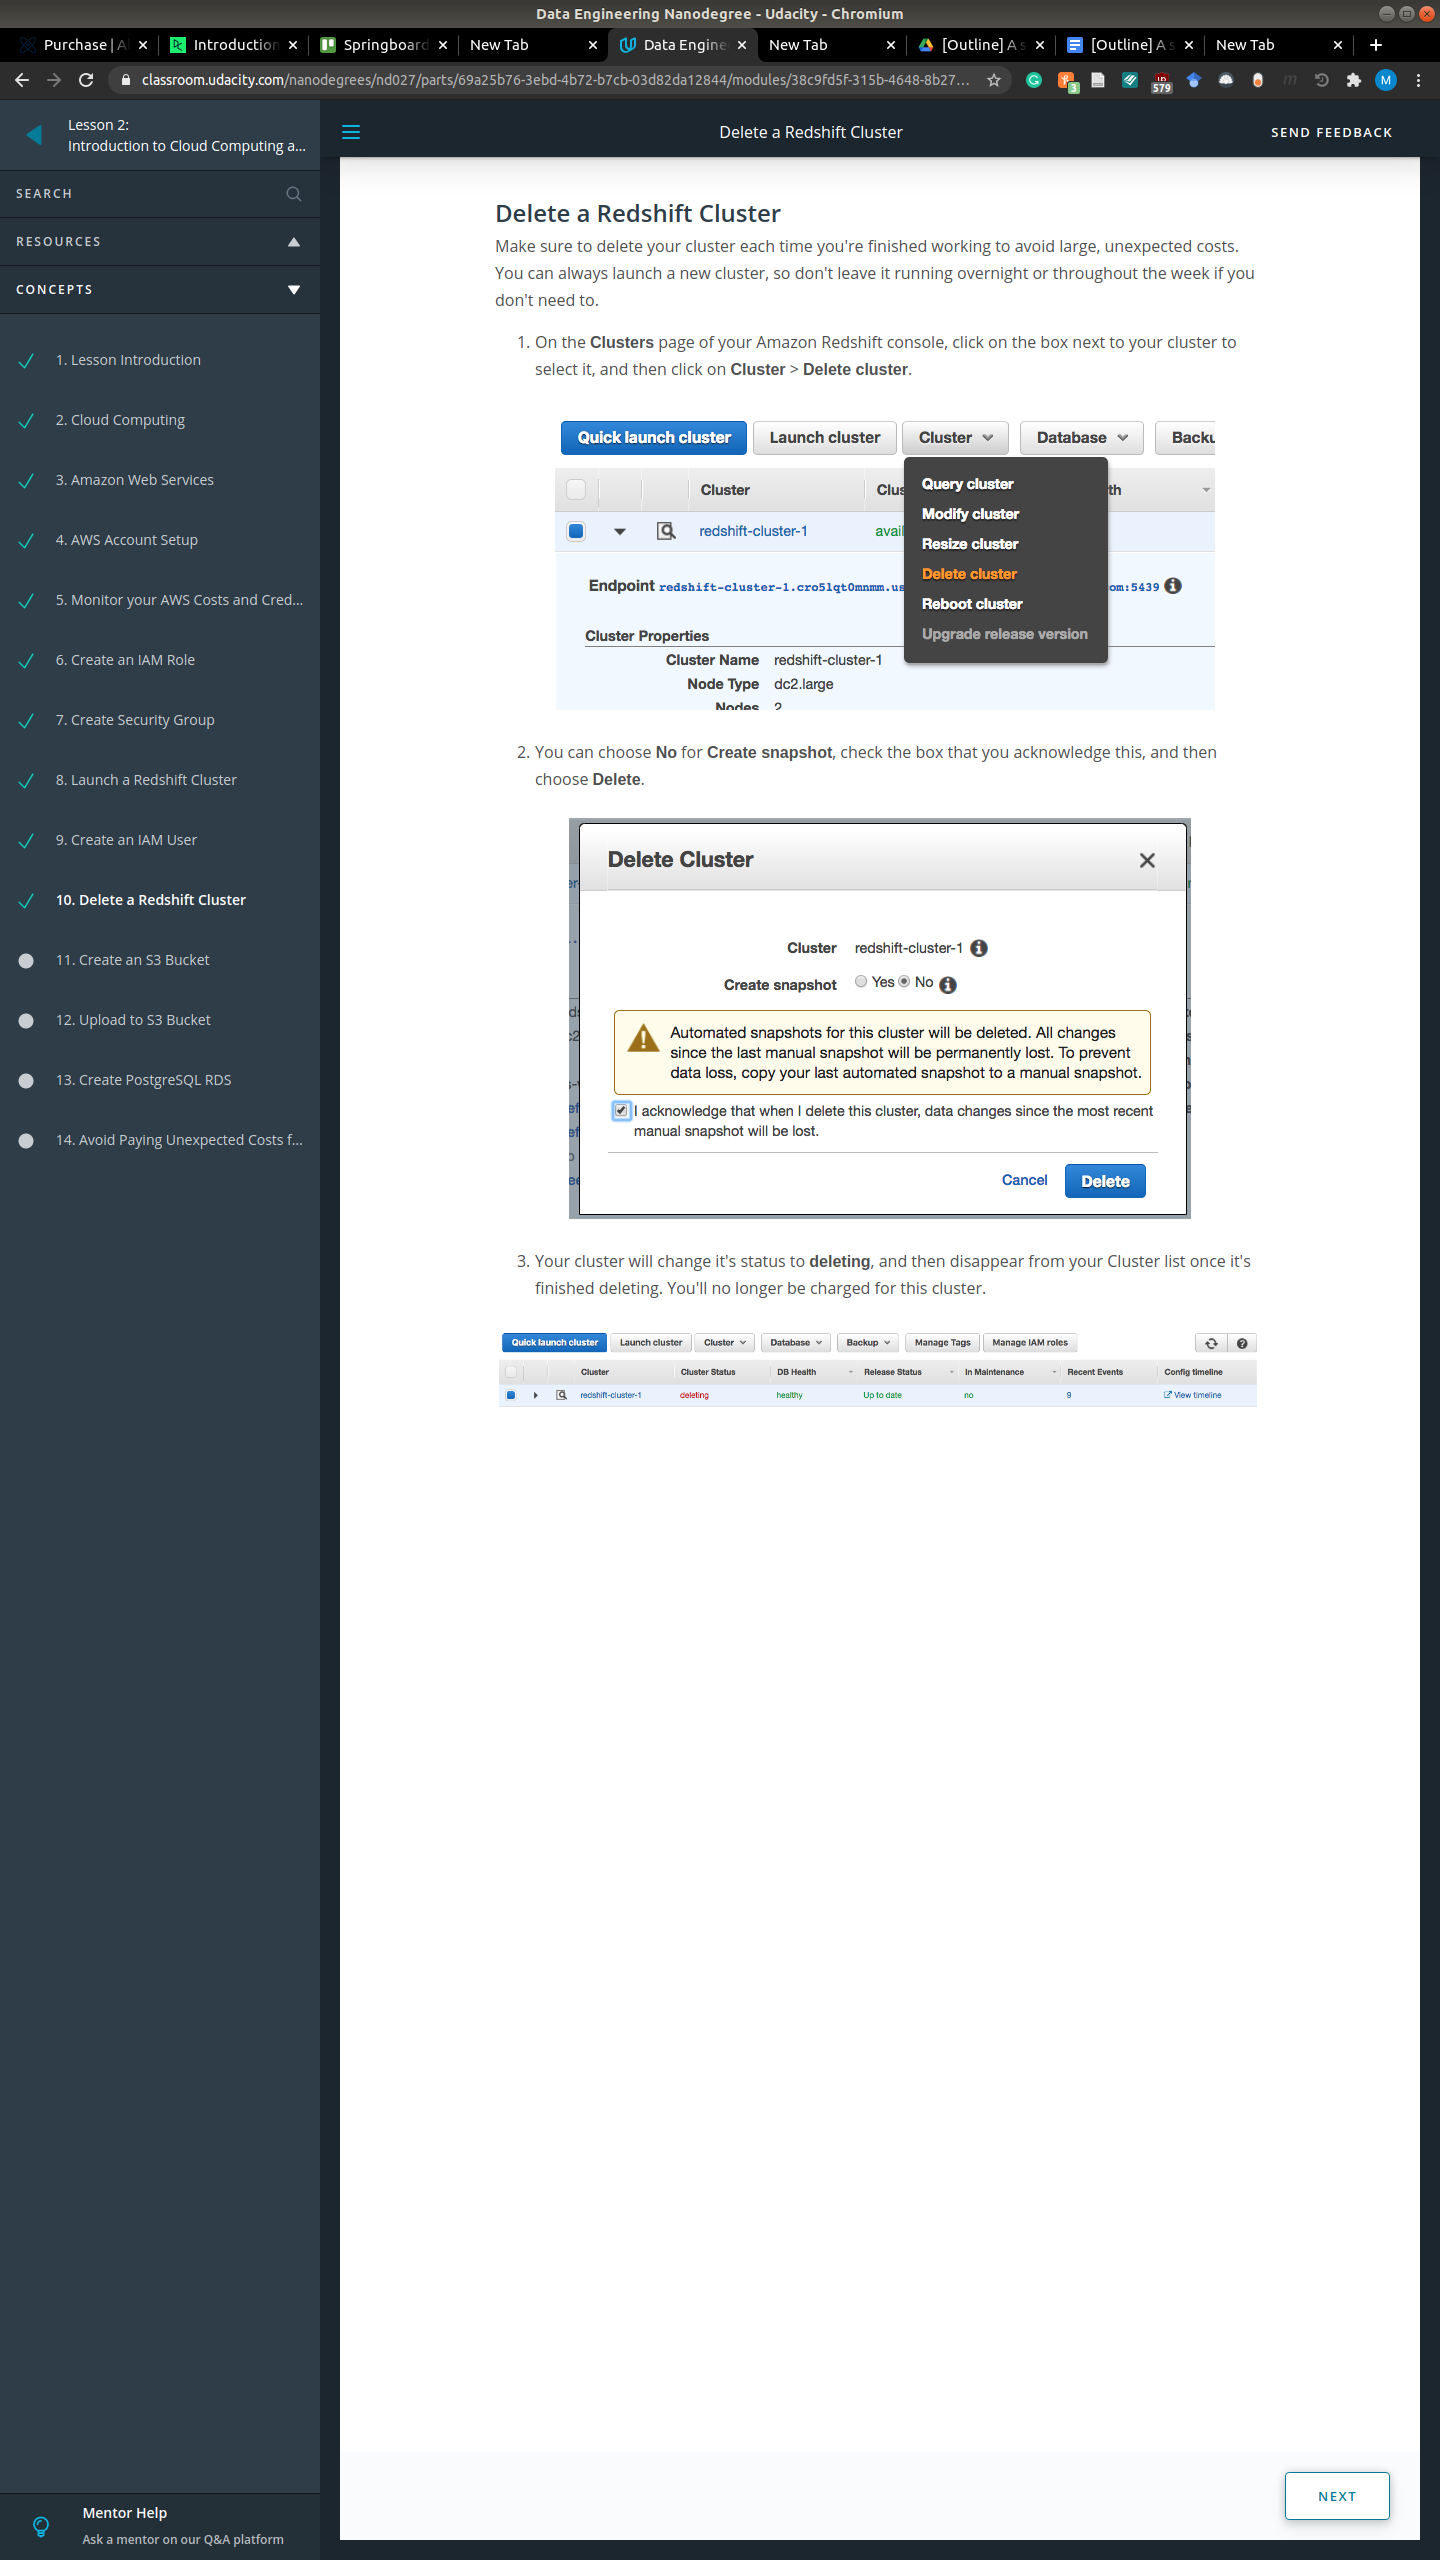 Data Engineering Nanodegree - Udacity - Chromium
Purchase | A
Introduction
Springboard
New Tab
Data Engine
New Tab
[Outline] A s
[Outline] A s
New Tab
classroom.udacity.com/nanodegrees/nd027/parts/69a25b76-3ebd-4b72-b7cb-03d82da12844/modules/38c9fd5f-315b-4648-8b27...
3
579
M
Lesson 2:
Introduction to Cloud Computing a...
Delete a Redshift Cluster
SEND FEEDBACK
SEARCH
RESOURCES
CONCEPTS
1. Lesson Introduction
2. Cloud Computing
3. Amazon Web Services
4. AWS Account Setup
5. Monitor your AWS Costs and Cred...
6. Create an IAM Role
7. Create Security Group
8. Launch a Redshift Cluster
9. Create an IAM User
10. Delete a Redshift Cluster
11. Create an S3 Bucket
12. Upload to S3 Bucket
13. Create PostgreSQL RDS
14. Avoid Paying Unexpected Costs f...
Mentor Help
Ask a mentor on our Q&A platform
Delete a Redshift Cluster
Make sure to delete your cluster each time you're finished working to avoid large, unexpected costs.
You can always launch a new cluster, so don't leave it running overnight or throughout the week if you
don't need to.
1. On the Clusters page of your Amazon Redshift console, click on the box next to your cluster to
select it, and then click on Cluster > Delete cluster.
Quick launch cluster Launch cluster Cluster Database Backu
Cluster Clus th
redshift-cluster-1 avail
Query cluster
Modify cluster
Resize cluster
Delete cluster
Reboot cluster
Upgrade release version
Endpoint redshift-cluster-1.cro5lqt0mnmm.us om:5439
Cluster Properties
Cluster Name redshift-cluster-1
Node Type dc2.large
Nodes 2
2. You can choose No for Create snapshot, check the box that you acknowledge this, and then
choose Delete.
Delete Cluster
Cluster redshift-cluster-1
Create snapshot Yes No
Automated snapshots for this cluster will be deleted. All changes
since the last manual snapshot will be permanently lost. To prevent
data loss, copy your last automated snapshot to a manual snapshot.
I acknowledge that when I delete this cluster, data changes since the most recent
manual snapshot will be lost.
Cancel Delete
3. Your cluster will change it's status to deleting, and then disappear from your Cluster list once it's
finished deleting. You'll no longer be charged for this cluster.
Quick launch cluster Launch cluster Cluster Database Backup Manage Tags Manage IAM roles
Cluster Cluster Status DB Health Release Status In Maintenance Recent Events Config timeline
redshift-cluster-1 deleting healthy Up to date no 9 View timeline
NEXT